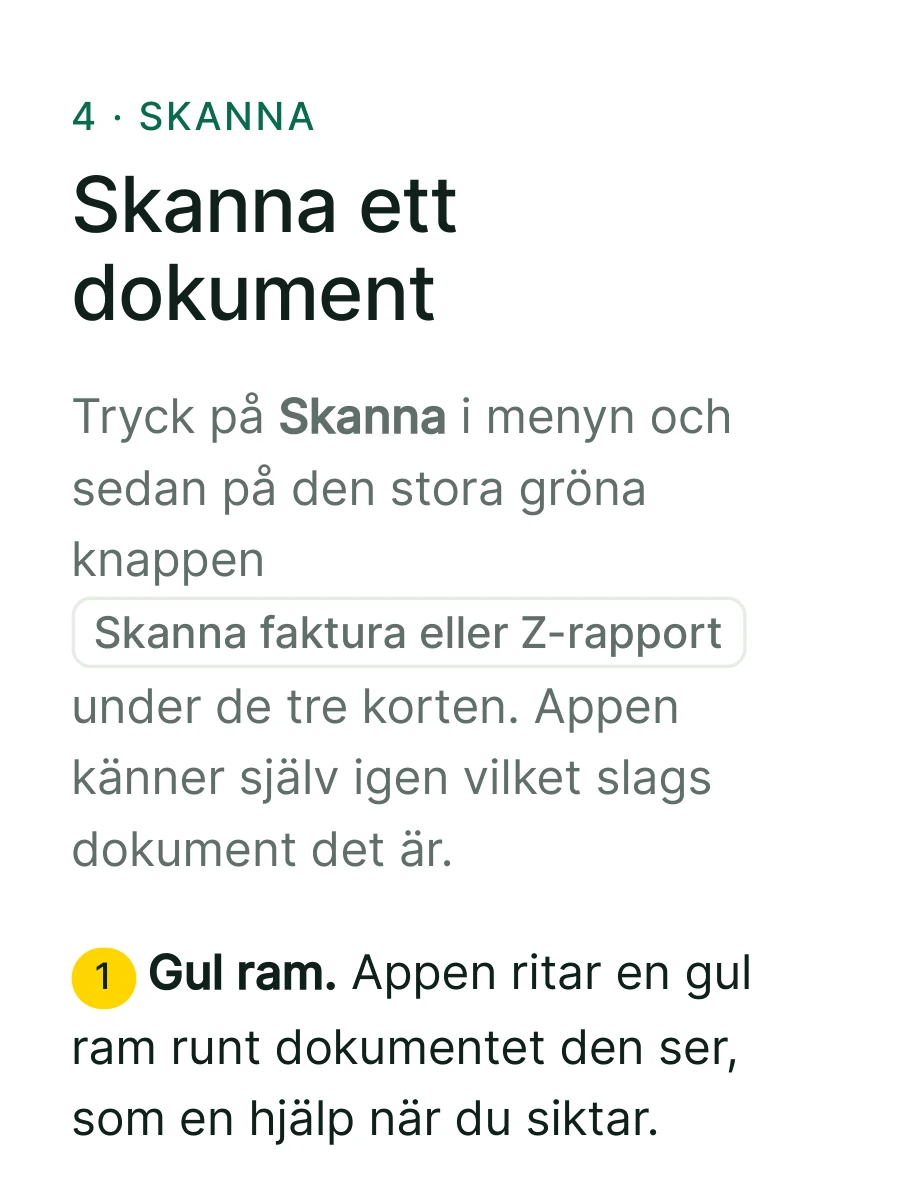 4 · SKANNA
Skanna ett
dokument
Tryck på Skanna i menyn och
sedan på den stora gröna
knappen
Skanna faktura eller Z-rapport
under de tre korten. Appen
känner själv igen vilket slags
dokument det är.
1 Gul ram. Appen ritar en gul
ram runt dokumentet den ser,
som en hjälp när du siktar.